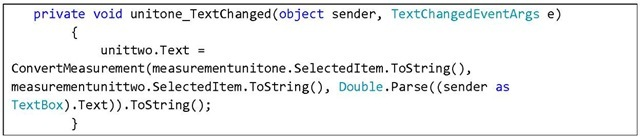 private void unitone_TextChanged(object sender, TextChangedEventArgs e)
{
unittwo.Text =
ConvertMeasurement(measurementunitone.SelectedItem.ToString(),
measurementunittwo.SelectedItem.ToString(), Double.Parse((sender as
TextBox).Text)).ToString();
}